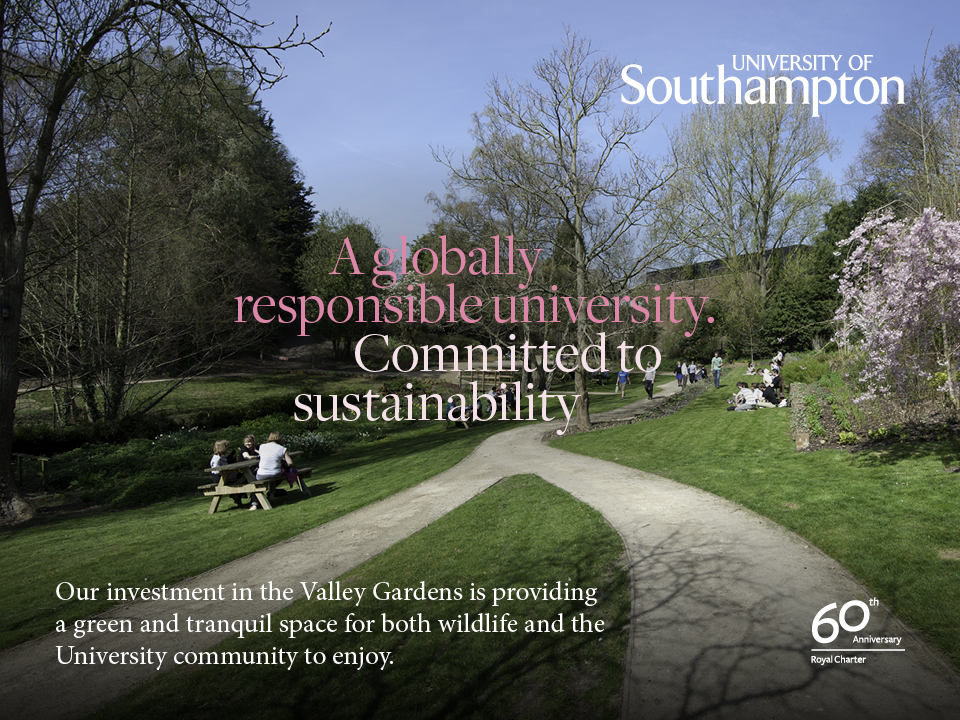 UNIVERSITY OF
Southampton
A globally
responsible university.
Committed to
sustainability
Our investment in the Valley Gardens is providing
a green and tranquil space for both wildlife and the
University community to enjoy.
60th
Anniversary
Royal Charter